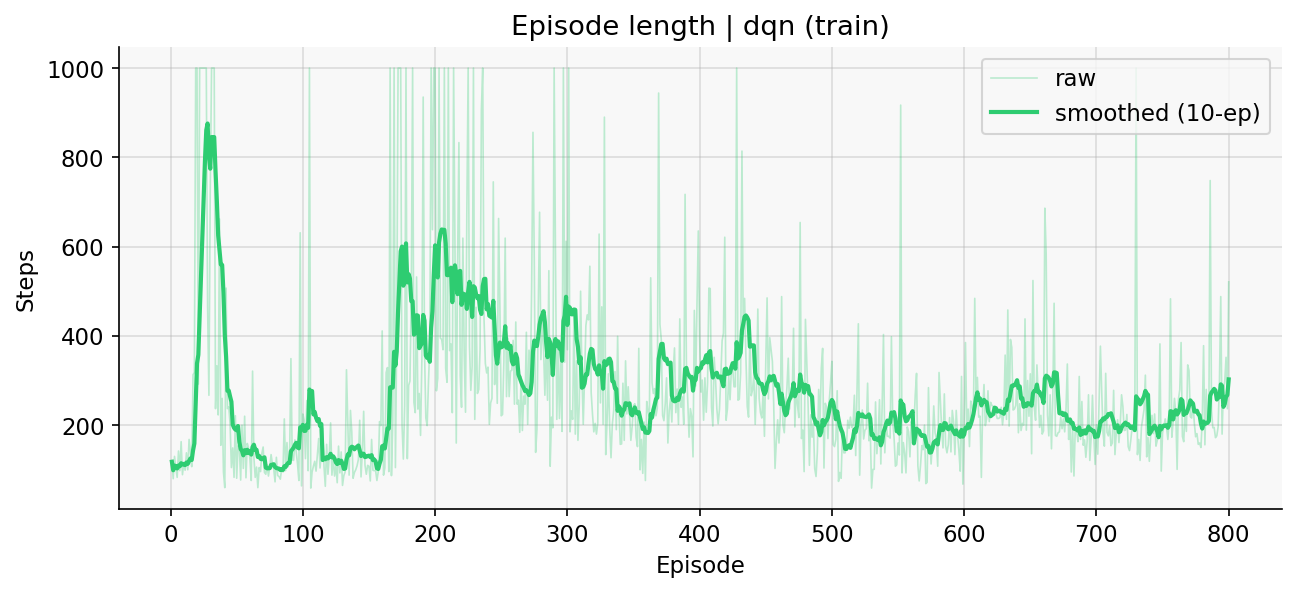 Episode length | dqn (train)
raw
smoothed (10-ep)
1000
800
600
400
200
Steps
0 100 200 300 400 500 600 700 800
Episode